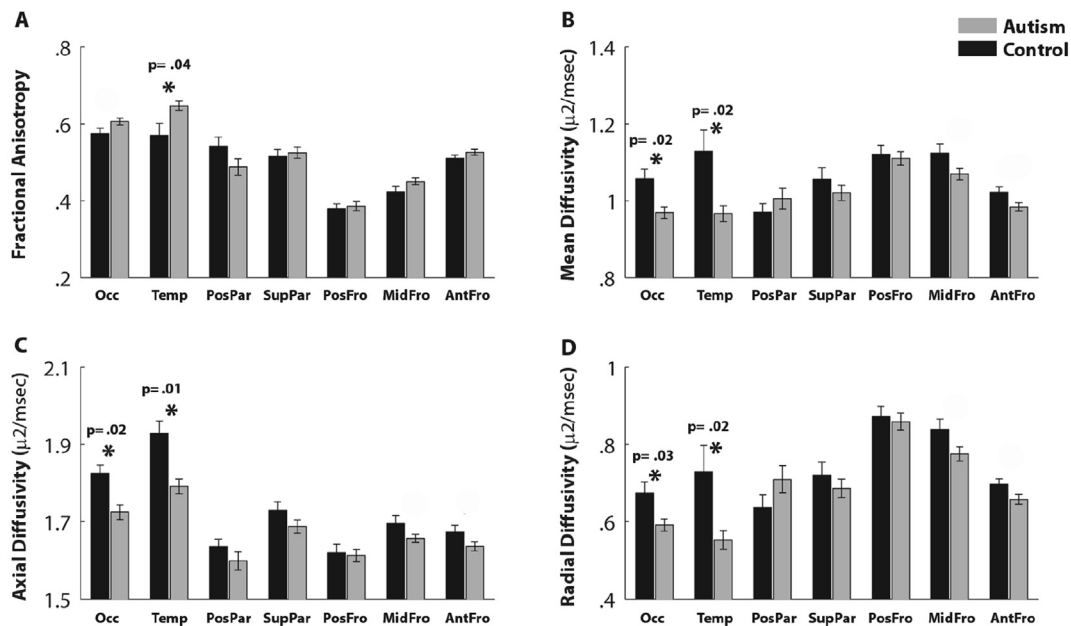 A
Fractional Anisotropy
.8
.6
.4
.2
p= .04
*
Occ Temp PosPar SupPar PosFro MidFro AntFro
B
Autism
Control
Mean Diffusivity (μ2/msec)
1.4
1.2
1
.8
p= .02
*
p= .02
*
Occ Temp PosPar SupPar PosFro MidFro AntFro
C
Axial Diffusivity (μ2/msec)
2.1
1.9
1.7
1.5
p= .02
*
p= .01
*
Occ Temp PosPar SupPar PosFro MidFro AntFro
D
Radial Diffusivity (μ2/msec)
1
.8
.6
.4
p= .03
*
p= .02
*
Occ Temp PosPar SupPar PosFro MidFro AntFro